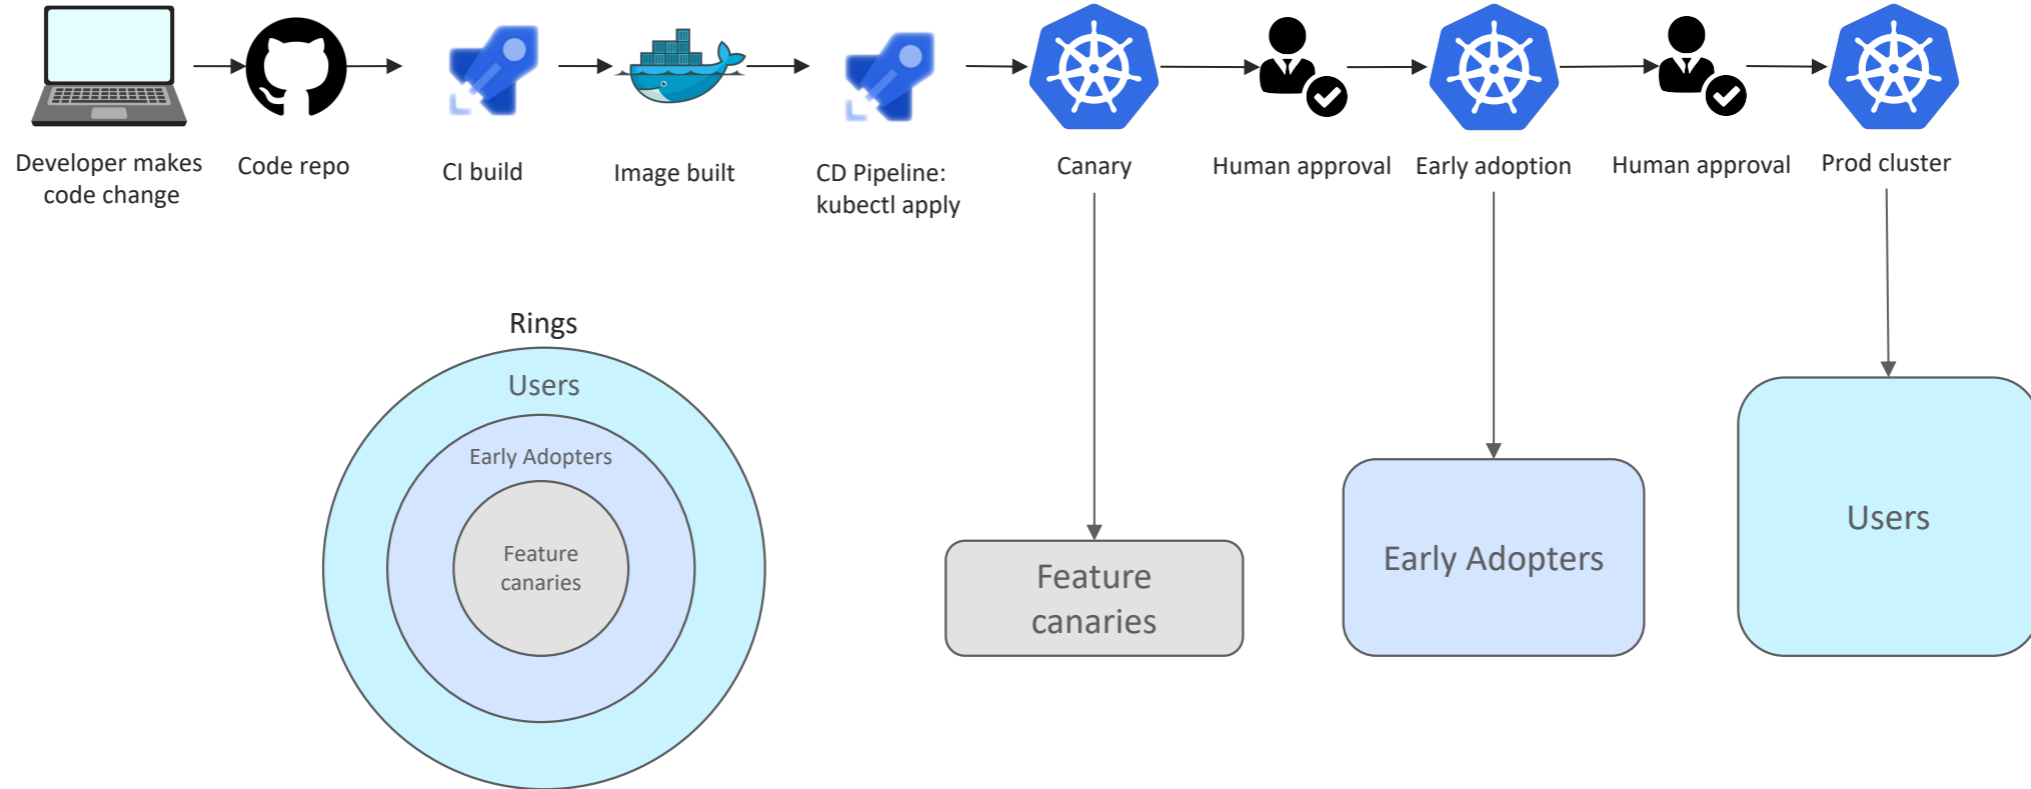 Developer makes
code change
Code repo
CI build
Image built
CD Pipeline:
kubectl apply
Canary
Human approval
Early adoption
Human approval
Prod cluster
Rings
Users
Early Adopters
Feature
canaries
Feature
canaries
Early Adopters
Users